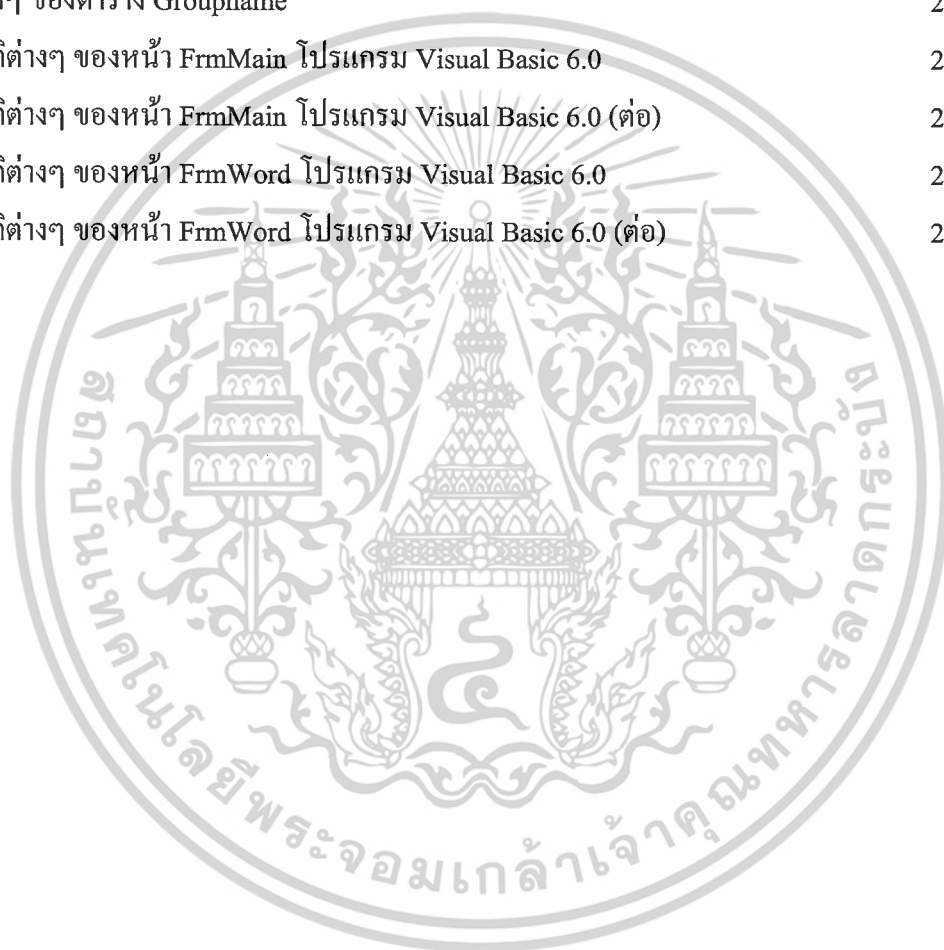 ของตาราง Groupname 2
ต่างๆ ของหน้า FrmMain โปรแกรม Visual Basic 6.0 2
ต่างๆ ของหน้า FrmMain โปรแกรม Visual Basic 6.0 (ต่อ) 2
ต่างๆ ของหน้า FrmWord โปรแกรม Visual Basic 6.0 2
ต่างๆ ของหน้า FrmWord โปรแกรม Visual Basic 6.0 (ต่อ) 2
สถาบันเทคโนโลยีพระจอมเกล้าเจ้าคุณทหารลาดกระบัง
๔